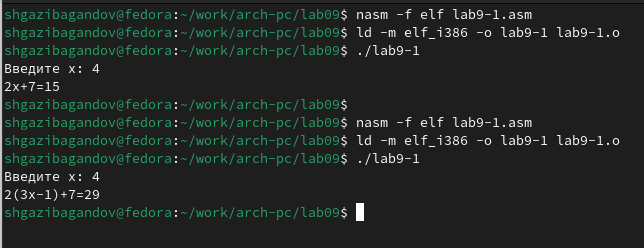 shgazibagandov@fedora:~/work/arch-pc/lab09$ nasm -f elf lab9-1.asm
shgazibagandov@fedora:~/work/arch-pc/lab09$ ld -m elf_i386 -o lab9-1 lab9-1.o
shgazibagandov@fedora:~/work/arch-pc/lab09$ ./lab9-1
Введите x: 4
2x+7=15
shgazibagandov@fedora:~/work/arch-pc/lab09$
shgazibagandov@fedora:~/work/arch-pc/lab09$ nasm -f elf lab9-1.asm
shgazibagandov@fedora:~/work/arch-pc/lab09$ ld -m elf_i386 -o lab9-1 lab9-1.o
shgazibagandov@fedora:~/work/arch-pc/lab09$ ./lab9-1
Введите x: 4
2(3x-1)+7=29
shgazibagandov@fedora:~/work/arch-pc/lab09$